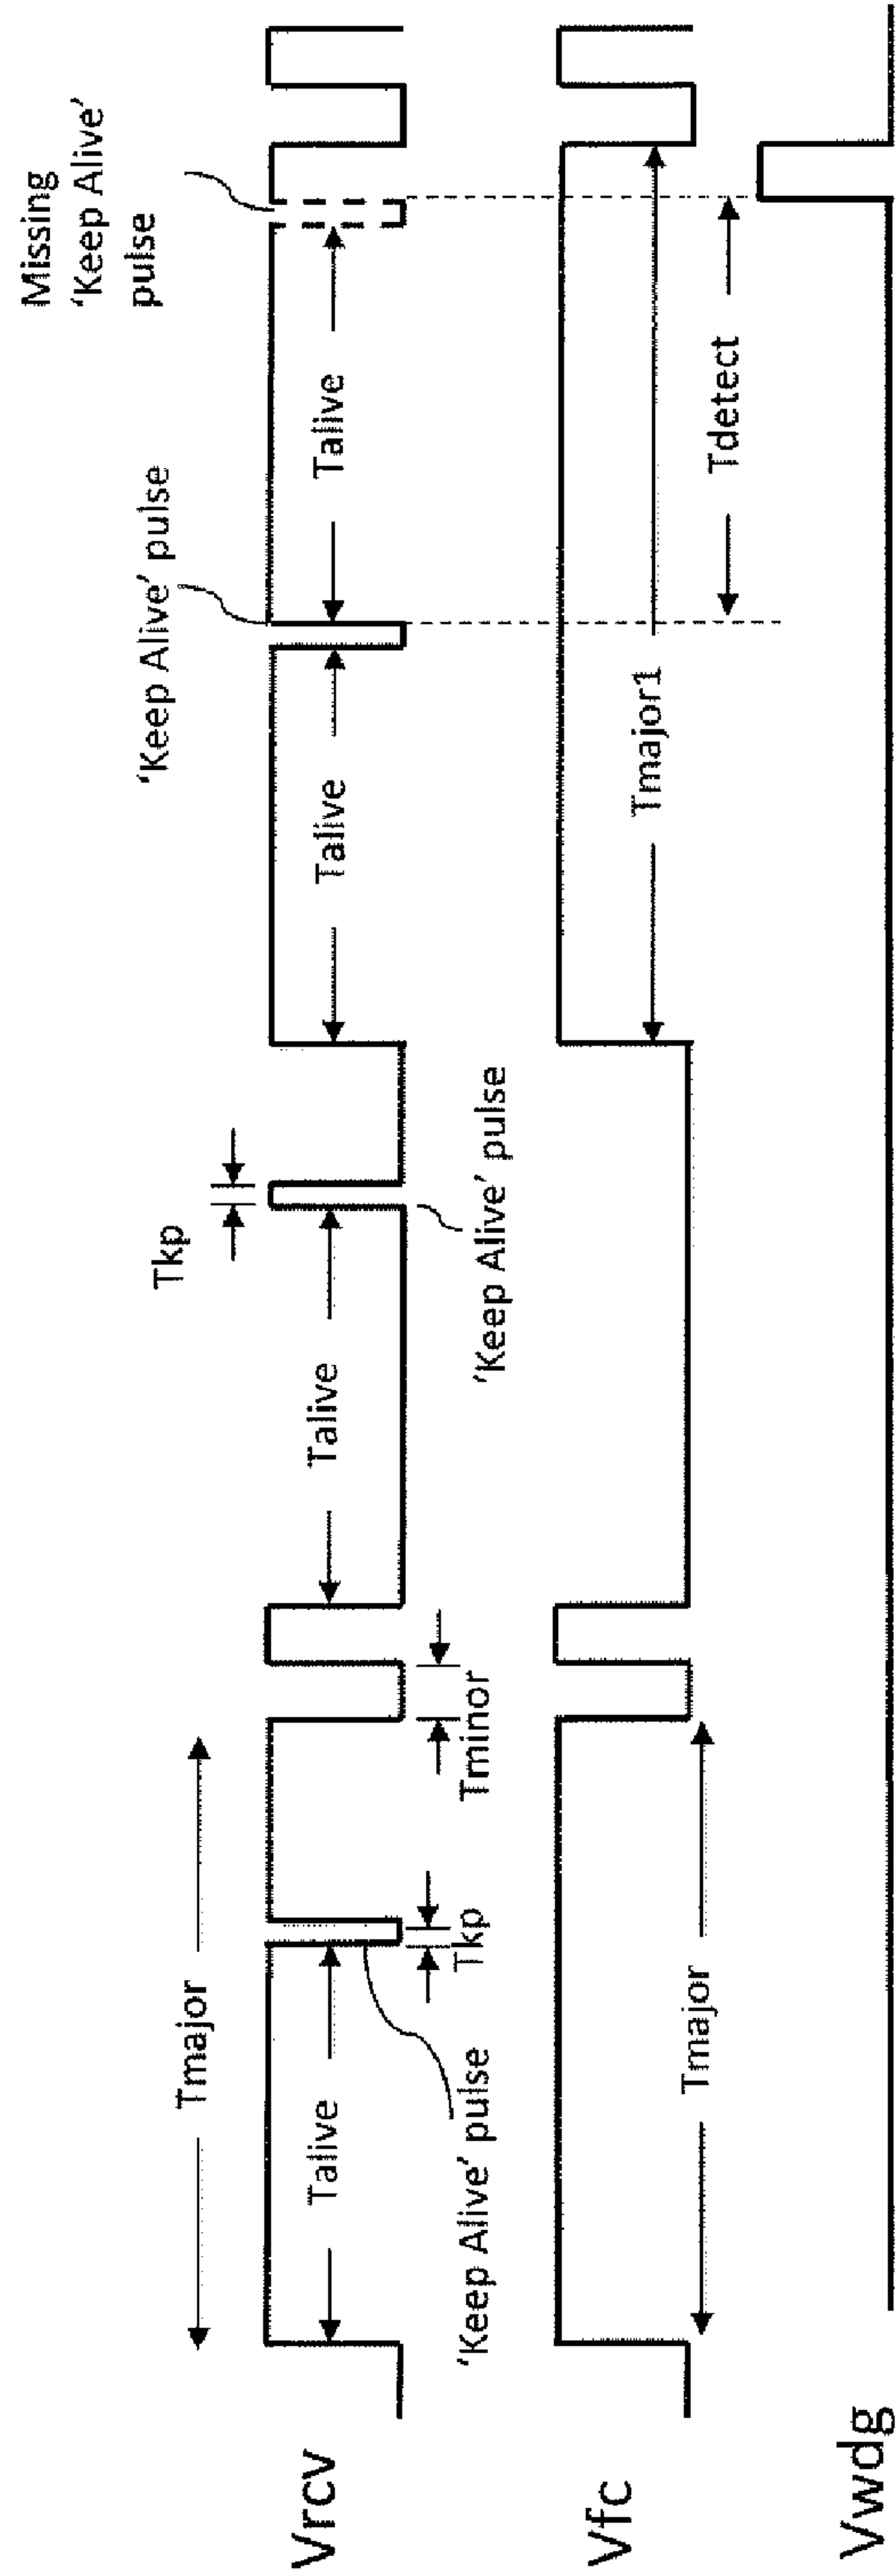 Missing
'Keep Alive'
pulse
'Keep Alive' pulse
Tkp
Tmajor
Vrcv
Talive
Talive
Talive
Talive
'Keep Alive' pulse
Tkp
Tminor
'Keep Alive' pulse
Vfc
Tmajor
Tmajor1
Tdetect
Vwdg